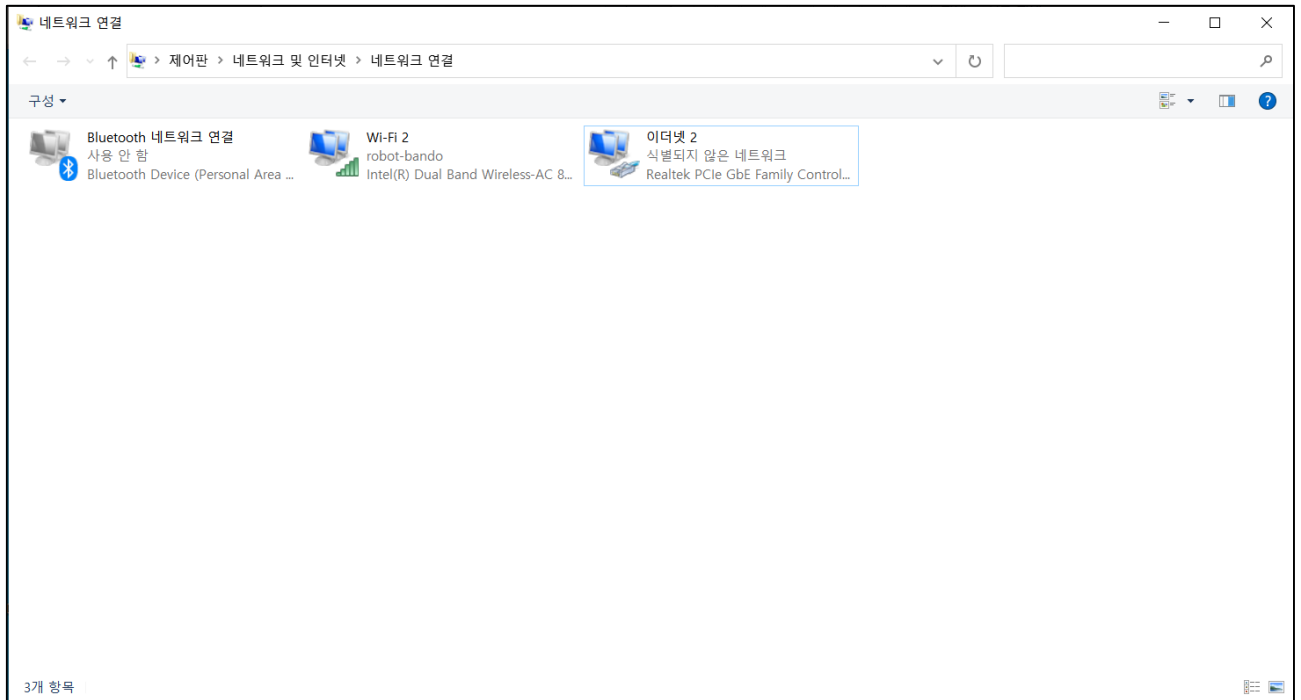 네트워크 연결
제어판 > 네트워크 및 인터넷 > 네트워크 연결
구성
Bluetooth 네트워크 연결
사용 안 함
Bluetooth Device (Personal Area ...
Wi-Fi 2
robot-bando
Intel(R) Dual Band Wireless-AC 8...
이더넷 2
식별되지 않은 네트워크
Realtek PCIe GbE Family Control...
3개 항목